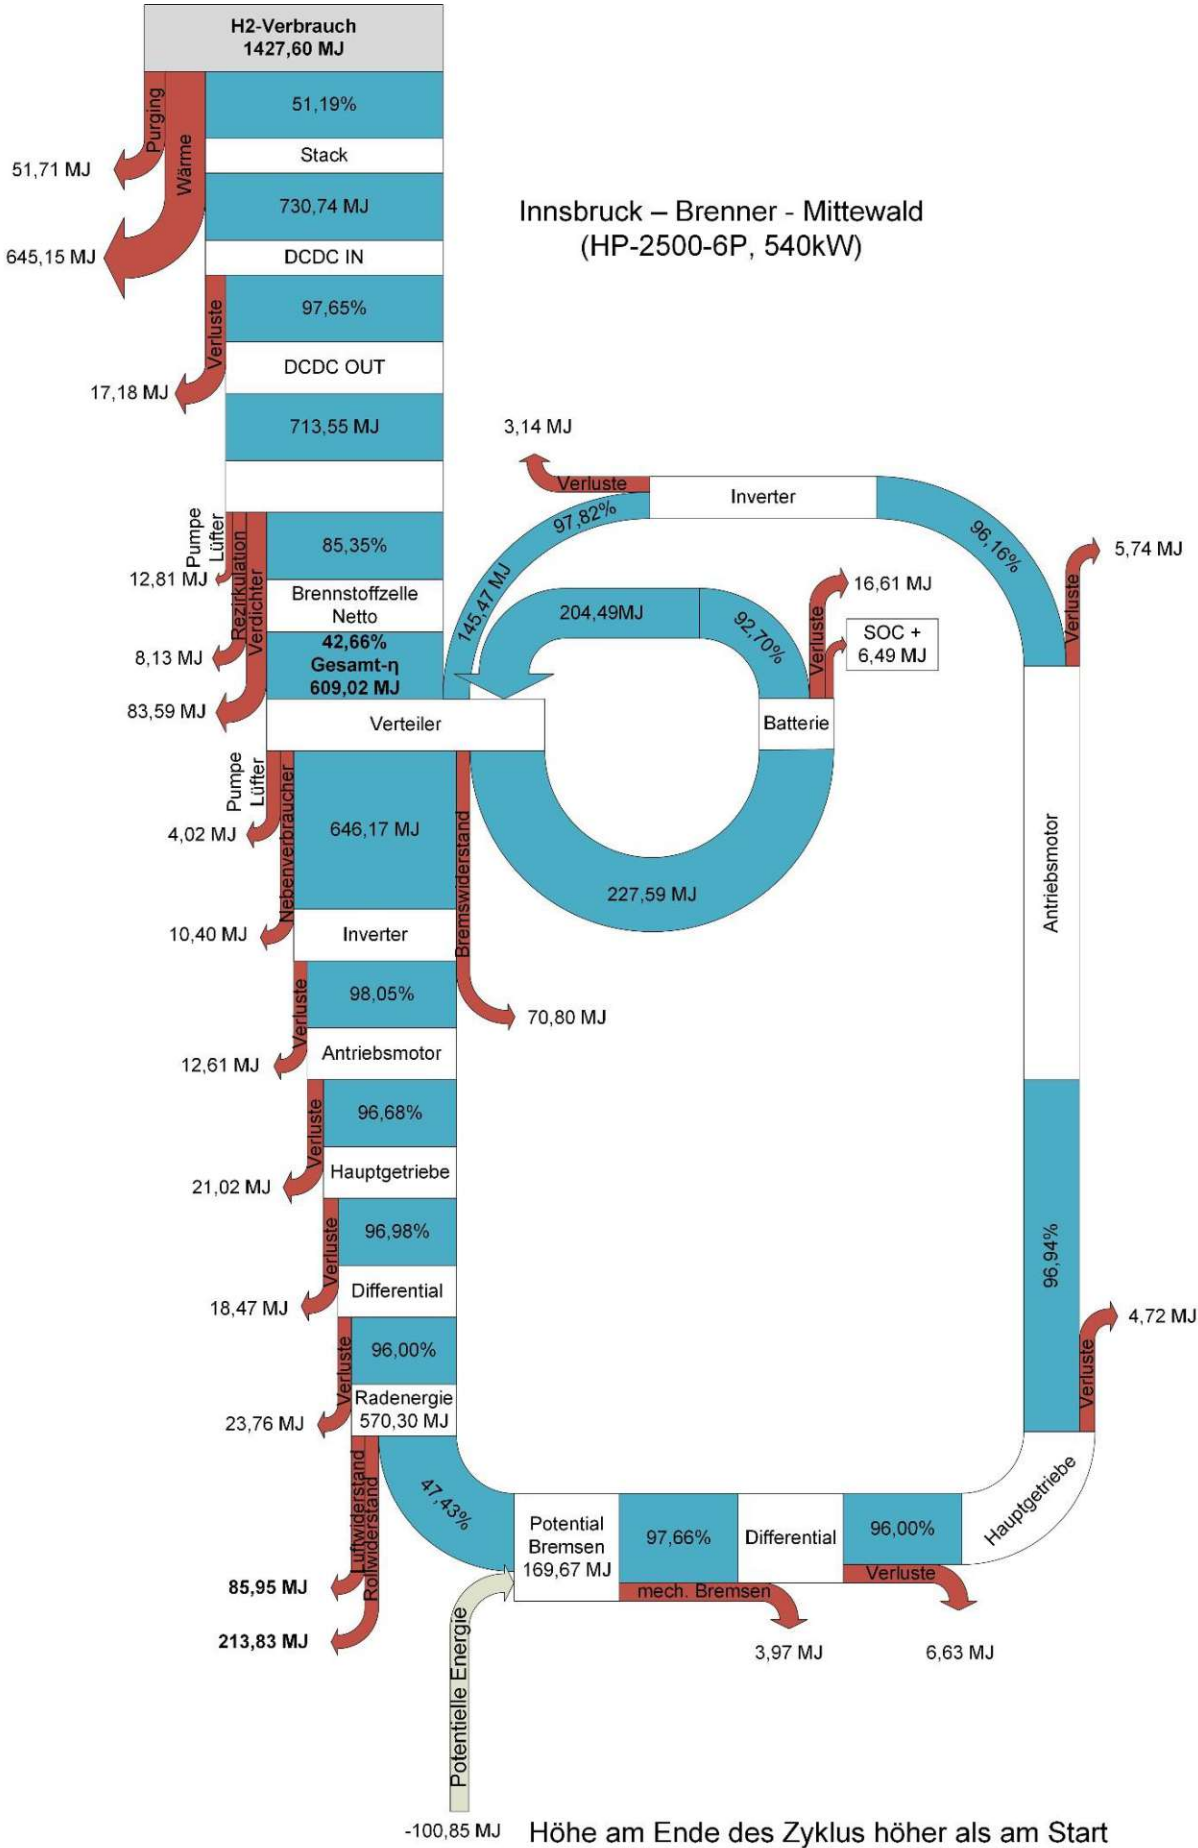 H2-Verbrauch
1427,60 MJ
Purging
Wärme
51,19%
Stack
51,71 MJ
730,74 MJ
Innsbruck – Brenner - Mittewald
(HP-2500-6P, 540kW)
645,15 MJ
DCDC IN
97,65%
Verluste
DCDC OUT
17,18 MJ
713,55 MJ
3,14 MJ
Verluste
Inverter
97,82%
96,16%
Pumpe
Lüfter
85,35%
5,74 MJ
Verluste
12,81 MJ
Rezirkulation
Verdichter
Brennstoffzelle
Netto
145,47 MJ
204,49MJ
92,70%
Verluste
16,61 MJ
SOC +
6,49 MJ
8,13 MJ
42,66%
Gesamt-η
609,02 MJ
83,59 MJ
Verteiler
Batterie
Pumpe
Lüfter
4,02 MJ
Nebenverbraucher
646,17 MJ
Bremswiderstand
227,59 MJ
Antriebsmotor
10,40 MJ
Inverter
98,05%
Verluste
70,80 MJ
12,61 MJ
Antriebsmotor
96,68%
Verluste
Hauptgetriebe
21,02 MJ
96,98%
Verluste
96,94%
Differential
18,47 MJ
4,72 MJ
Verluste
96,00%
Verluste
Radenergie
570,30 MJ
23,76 MJ
Luftwiderstand
Rollwiderstand
47,43%
Hauptgetriebe
Potential
Bremsen
169,67 MJ
97,66%
Differential
96,00%
Verluste
mech. Bremsen
85,95 MJ
213,83 MJ
3,97 MJ
6,63 MJ
Potentielle Energie
-100,85 MJ
Höhe am Ende des Zyklus höher als am Start